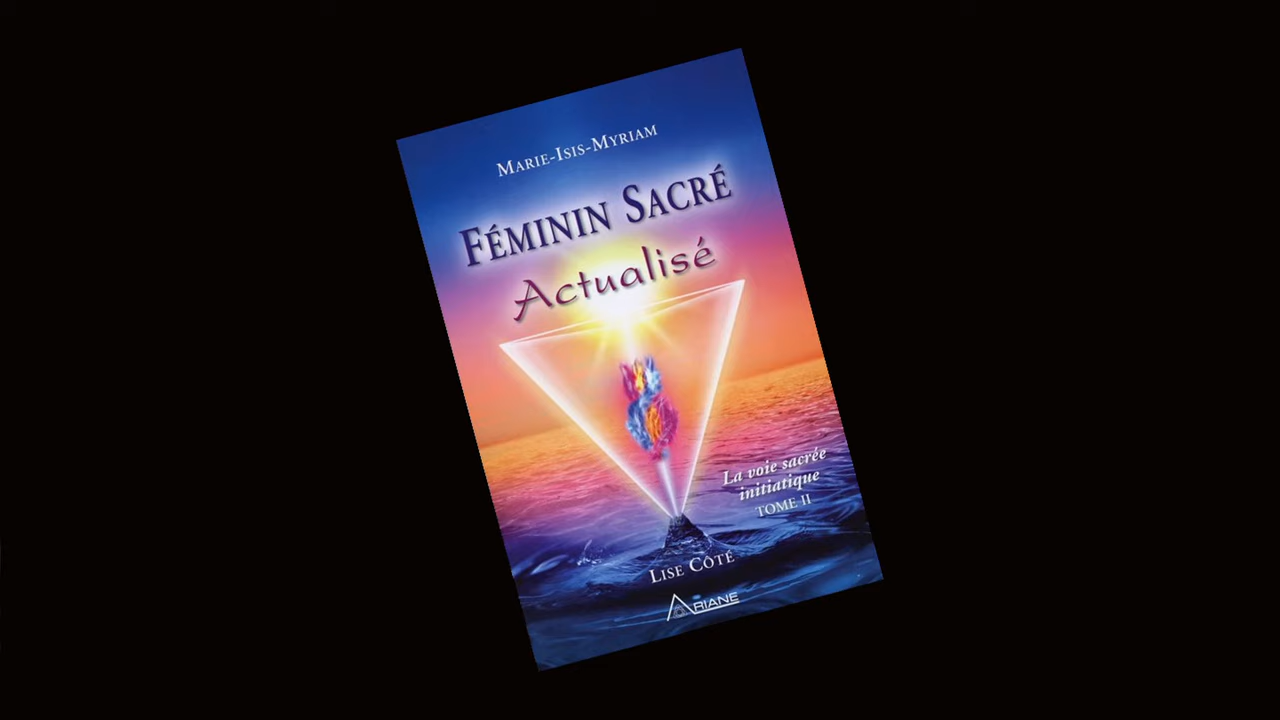 Marie-Isis-Myriam
Féminin Sacré
Actualisé
La voie sacrée
initiatique
TOME II
Lise Côté
ARIANE